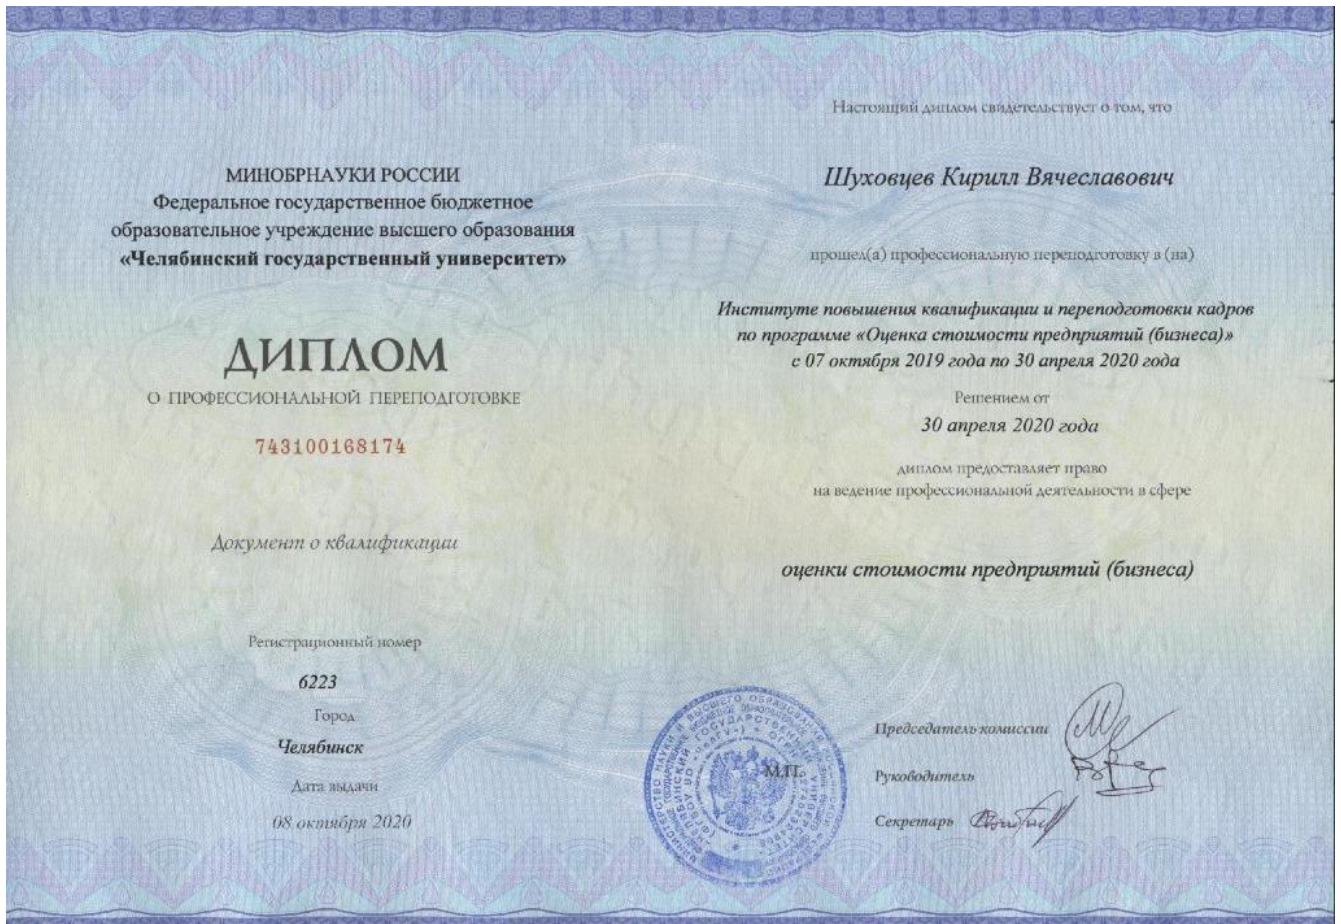 МИНОБРНАУКИ РОССИИ
Федеральное государственное бюджетное
образовательное учреждение высшего образования
«Челябинский государственный университет»
ДИПЛОМ
О ПРОФЕССИОНАЛЬНОЙ ПЕРЕПОДГОТОВКЕ
743100168174
Документ о квалификации
Регистрационный номер
6223
Город
Челябинск
Дата выдачи
08 октября 2020
Настоящий диплом свидетельствует о том, что
Шуховцев Кирилл Вячеславович
прошел(а) профессиональную переподготовку в (на)
Институте повышения квалификации и переподготовки кадров
по программе «Оценка стоимости предприятий (бизнеса)»
с 07 октября 2019 года по 30 апреля 2020 года
Решением от
30 апреля 2020 года
диплом предоставляет право
на ведение профессиональной деятельности в сфере
оценки стоимости предприятий (бизнеса)
М.П.
Председатель комиссии
Руководитель
Секретарь